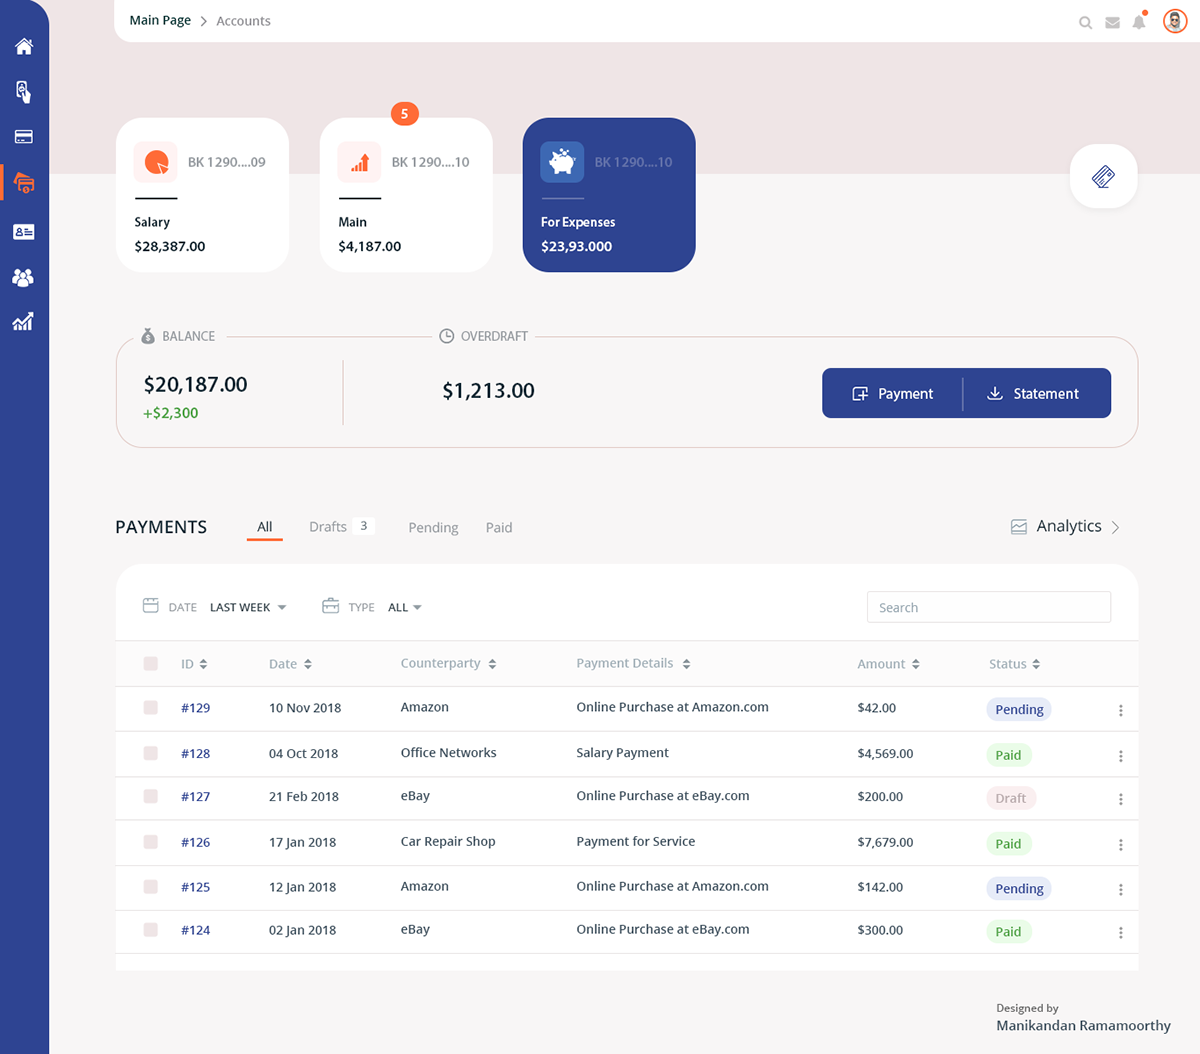 Main Page > Accounts
5
BK 1290....09
Salary
$28,387.00
BK 1290....10
Main
$4,187.00
BK 1290....10
For Expenses
$23,93.000
BALANCE
$20,187.00
+$2,300
OVERDRAFT
$1,213.00
Payment
Statement
PAYMENTS All Drafts 3 Pending Paid
Analytics >
DATE LAST WEEK TYPE ALL
Search
ID Date Counterparty Payment Details Amount Status
#129 10 Nov 2018 Amazon Online Purchase at Amazon.com $42.00 Pending
#128 04 Oct 2018 Office Networks Salary Payment $4,569.00 Paid
#127 21 Feb 2018 eBay Online Purchase at eBay.com $200.00 Draft
#126 17 Jan 2018 Car Repair Shop Payment for Service $7,679.00 Paid
#125 12 Jan 2018 Amazon Online Purchase at Amazon.com $142.00 Pending
#124 02 Jan 2018 eBay Online Purchase at eBay.com $300.00 Paid
Designed by
Manikandan Ramamoorthy